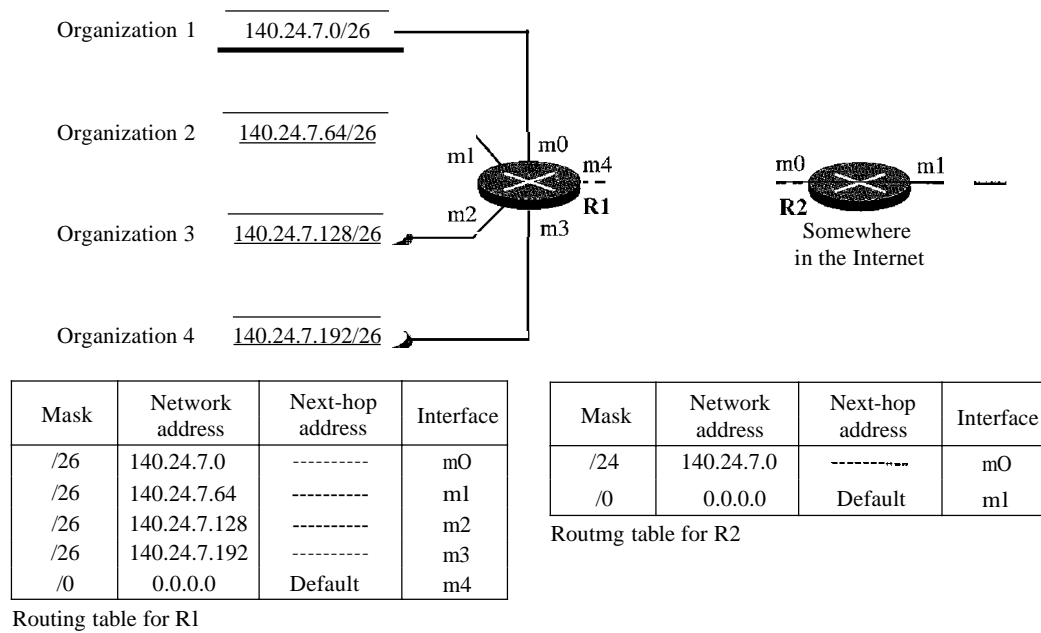 Organization 1 140.24.7.0/26
Organization 2 140.24.7.64/26
m1 m0 m4
R1
m2 m3
Organization 3 140.24.7.128/26
Organization 4 140.24.7.192/26
m0 m1
R2
Somewhere
in the Internet
Mask Network address Next-hop address Interface
/26 140.24.7.0 ---------- mO
/26 140.24.7.64 ---------- ml
/26 140.24.7.128 ---------- m2
/26 140.24.7.192 ---------- m3
/0 0.0.0.0 Default m4
Routing table for Rl
Mask Network address Next-hop address Interface
/24 140.24.7.0 ---------- mO
/0 0.0.0.0 Default ml
Routmg table for R2